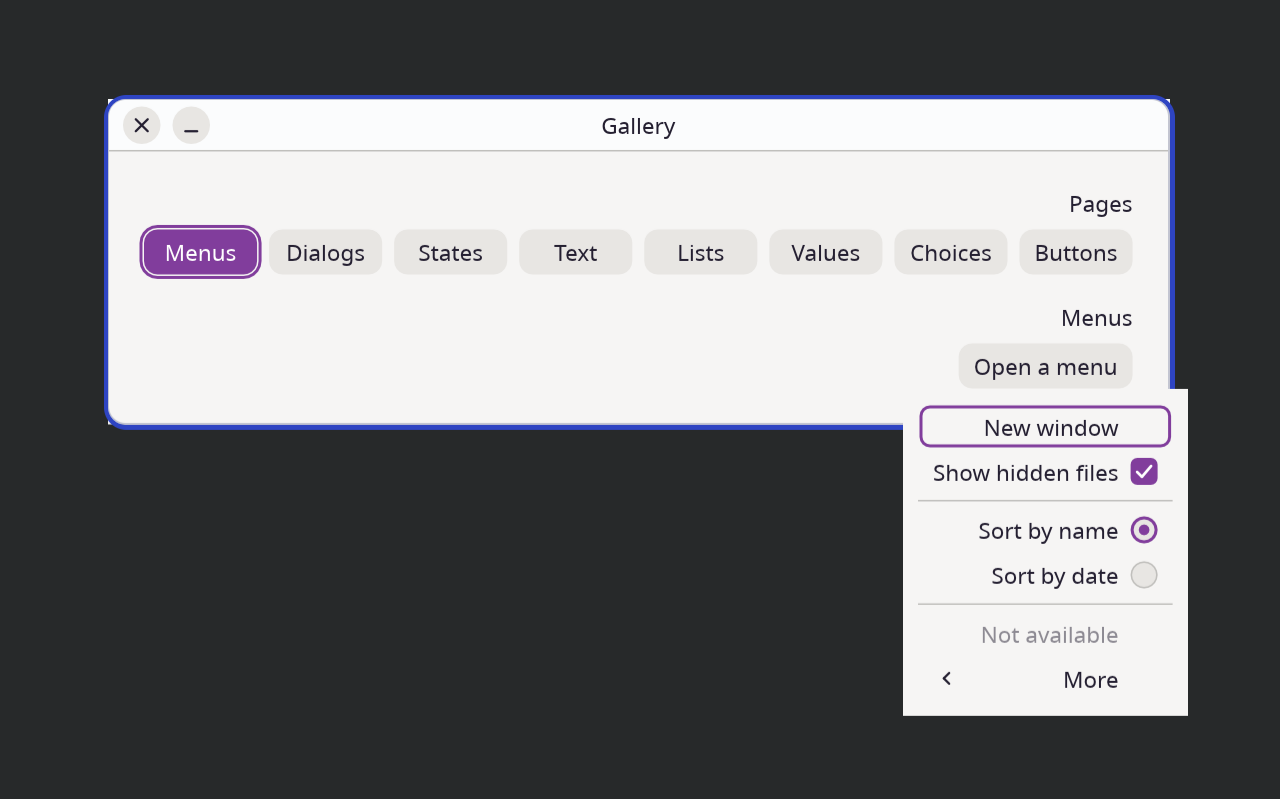 Gallery
Pages
Buttons Choices Values Lists Text States Dialogs Menus
Menus
Open a menu
New window
Show hidden files
Sort by name
Sort by date
Not available
More